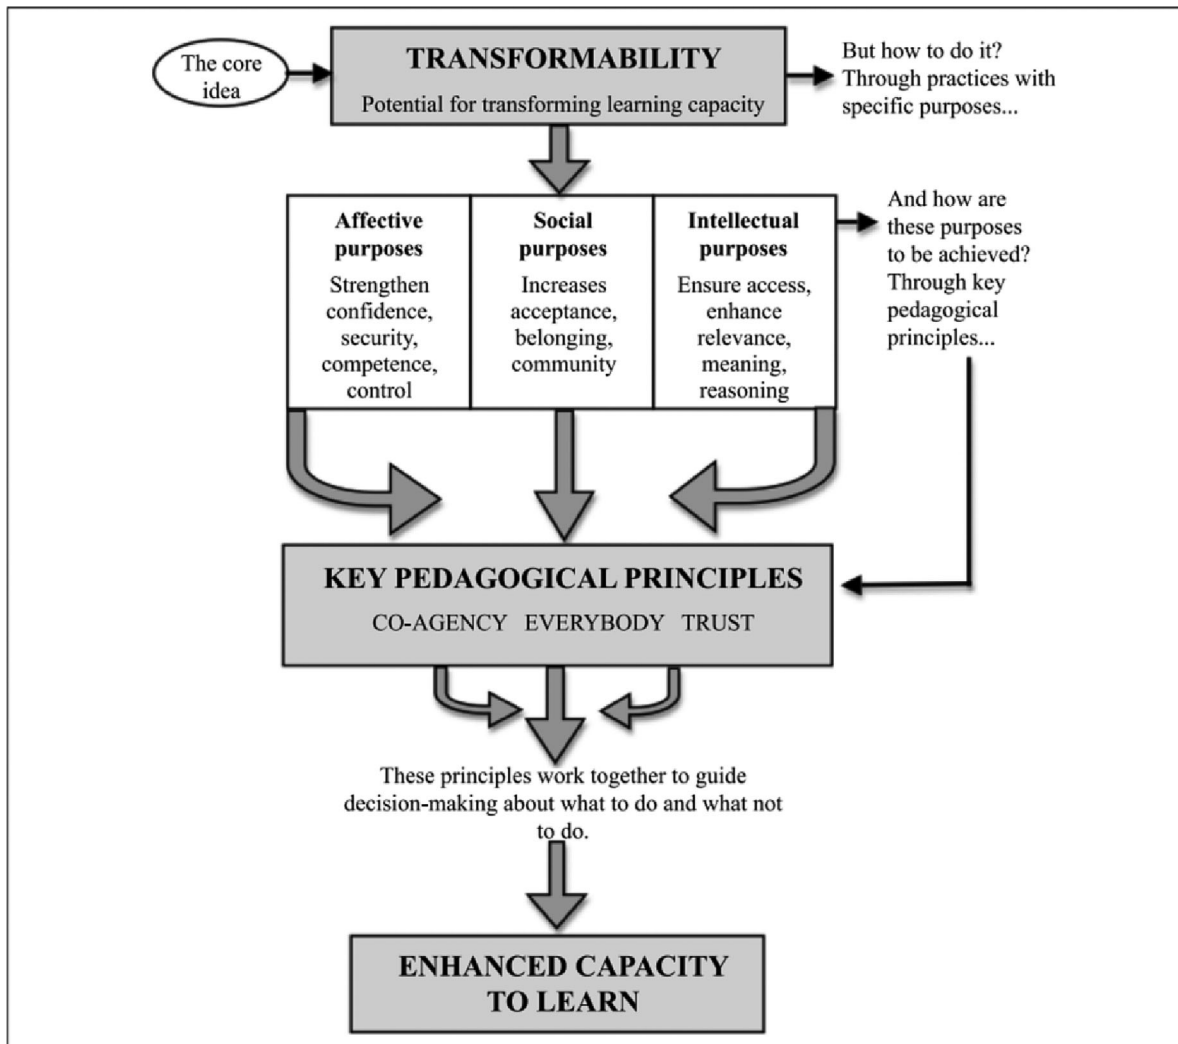 The core
idea
TRANSFORMABILITY
Potential for transforming learning capacity
But how to do it?
Through practices with
specific purposes...
Affective
purposes
Strengthen
confidence,
security,
competence,
control
Social
purposes
Increases
acceptance,
belonging,
community
Intellectual
purposes
Ensure access,
enhance
relevance,
meaning,
reasoning
And how are
these purposes
to be achieved?
Through key
pedagogical
principles...
KEY PEDAGOGICAL PRINCIPLES
CO-AGENCY EVERYBODY TRUST
These principles work together to guide
decision-making about what to do and what not
to do.
ENHANCED CAPACITY
TO LEARN